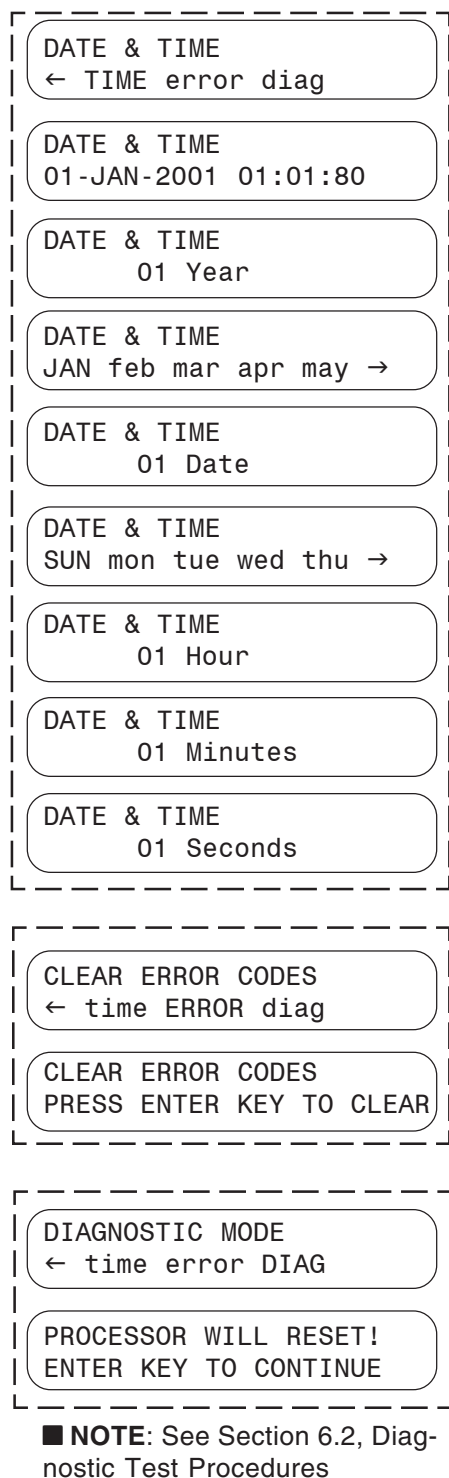 DATE & TIME
← TIME error diag
DATE & TIME
01-JAN-2001 01:01:80
DATE & TIME
01 Year
DATE & TIME
JAN feb mar apr may →
DATE & TIME
01 Date
DATE & TIME
SUN mon tue wed thu →
DATE & TIME
01 Hour
DATE & TIME
01 Minutes
DATE & TIME
01 Seconds
CLEAR ERROR CODES
← time ERROR diag
CLEAR ERROR CODES
PRESS ENTER KEY TO CLEAR
DIAGNOSTIC MODE
← time error DIAG
PROCESSOR WILL RESET!
ENTER KEY TO CONTINUE
■ NOTE: See Section 6.2, Diag-
nostic Test Procedures